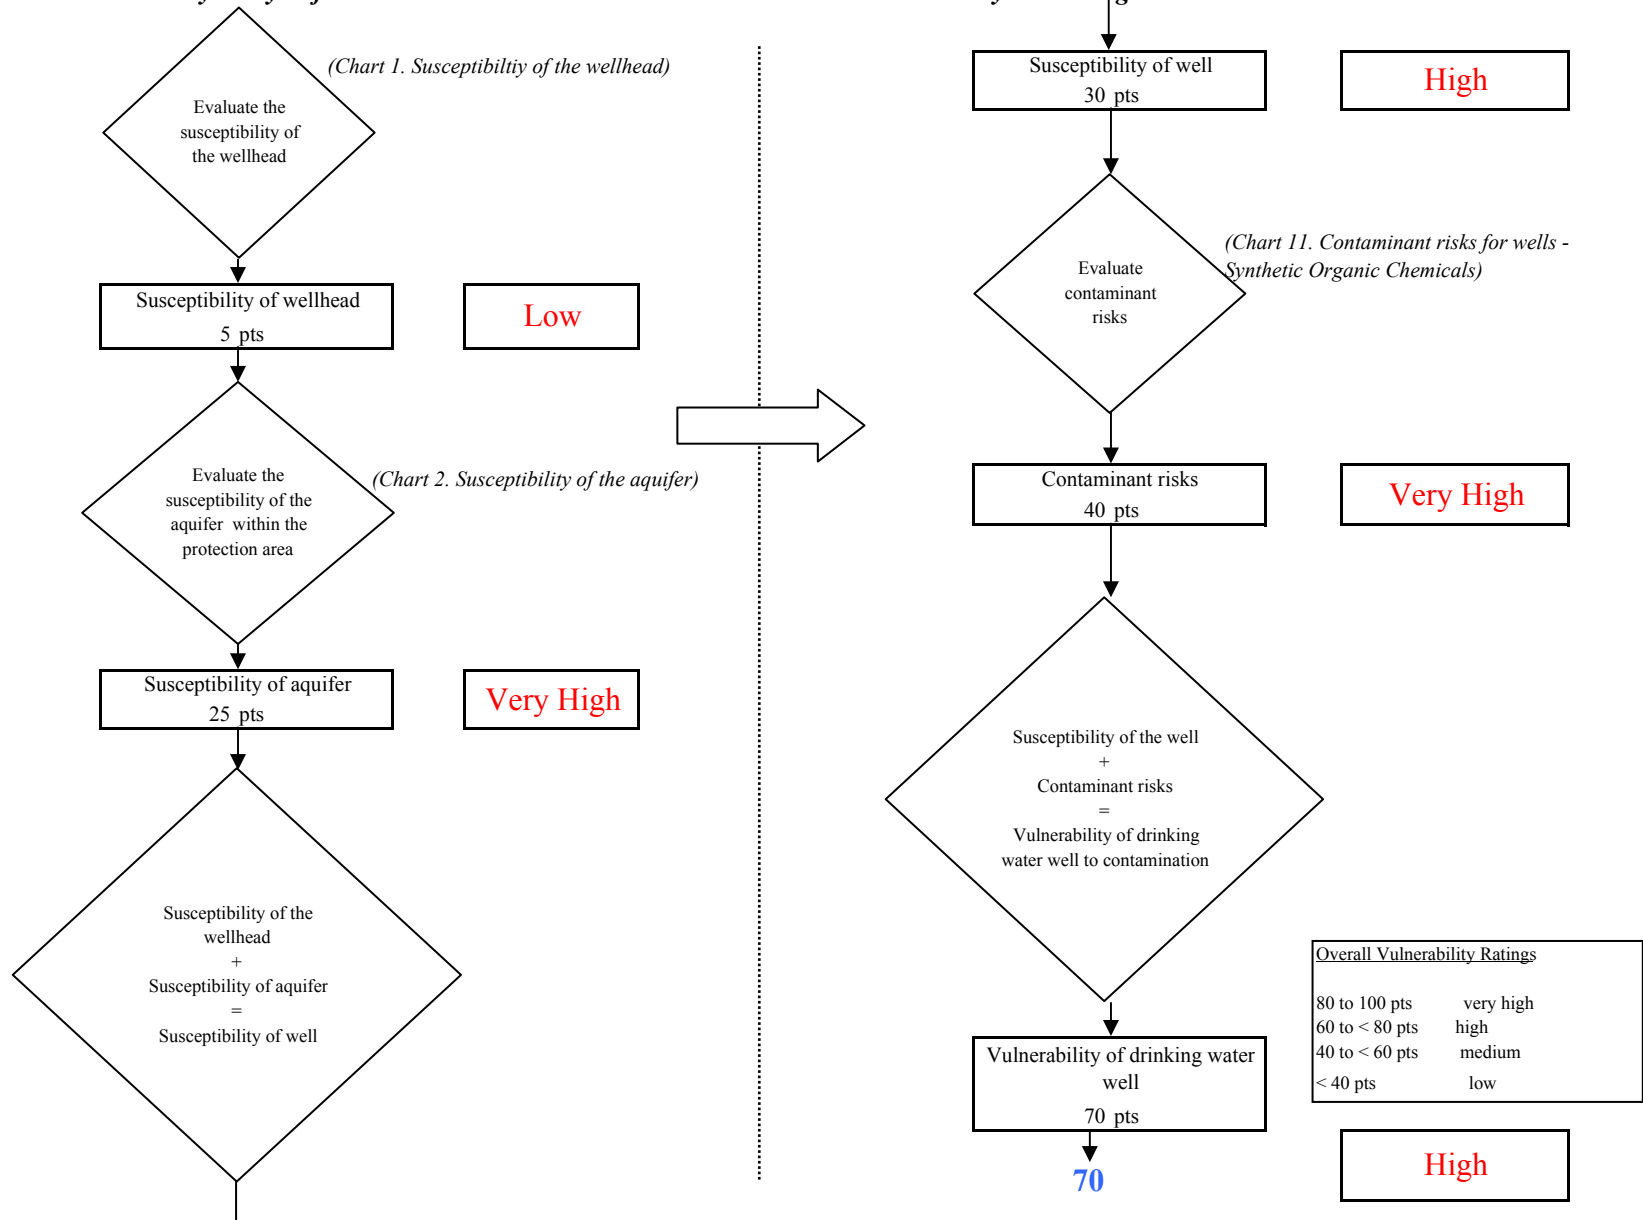 (Chart 1. Susceptibiltiy of the wellhead)
Evaluate the
susceptibility of
the wellhead
Susceptibility of wellhead
5 pts
Low
Evaluate the
susceptibility of the
aquifer within the
protection area
(Chart 2. Susceptibility of the aquifer)
Susceptibility of aquifer
25 pts
Very High
Susceptibility of the
wellhead
+
Susceptibility of aquifer
=
Susceptibility of well
Susceptibility of well
30 pts
High
Evaluate
contaminant
risks
(Chart 11. Contaminant risks for wells -
Synthetic Organic Chemicals)
Contaminant risks
40 pts
Very High
Susceptibility of the well
+
Contaminant risks
=
Vulnerability of drinking
water well to contamination
Overall Vulnerability Ratings
80 to 100 pts very high
60 to < 80 pts high
40 to < 60 pts medium
< 40 pts low
Vulnerability of drinking water
well
70 pts
70
High